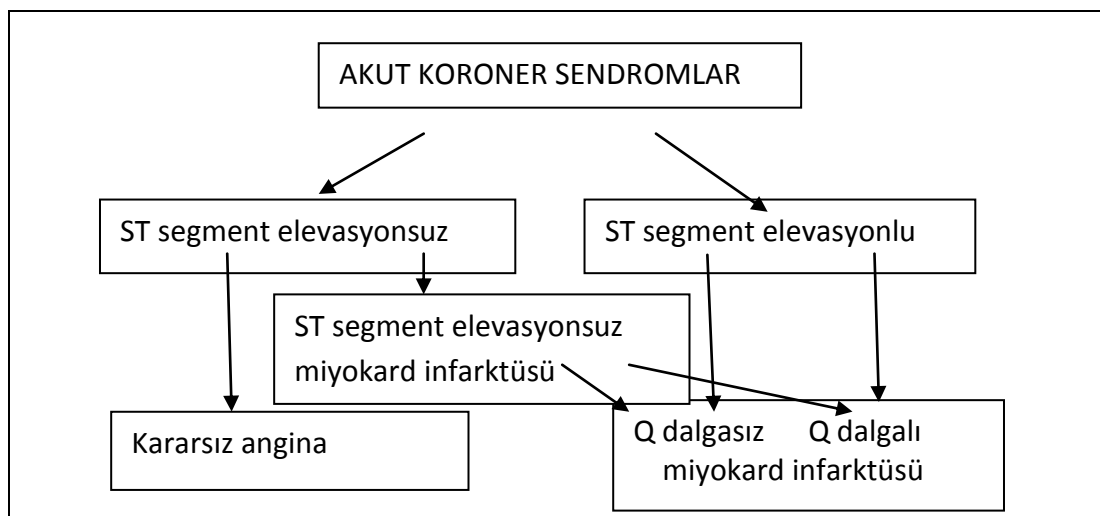 AKUT KORONER SENDROMLAR
ST segment elevasyonsuz
ST segment elevasyonlu
ST segment elevasyonsuz
miyokard infarktüsü
Kararsız angina
Q dalgasız Q dalgalı
miyokard infarktüsü